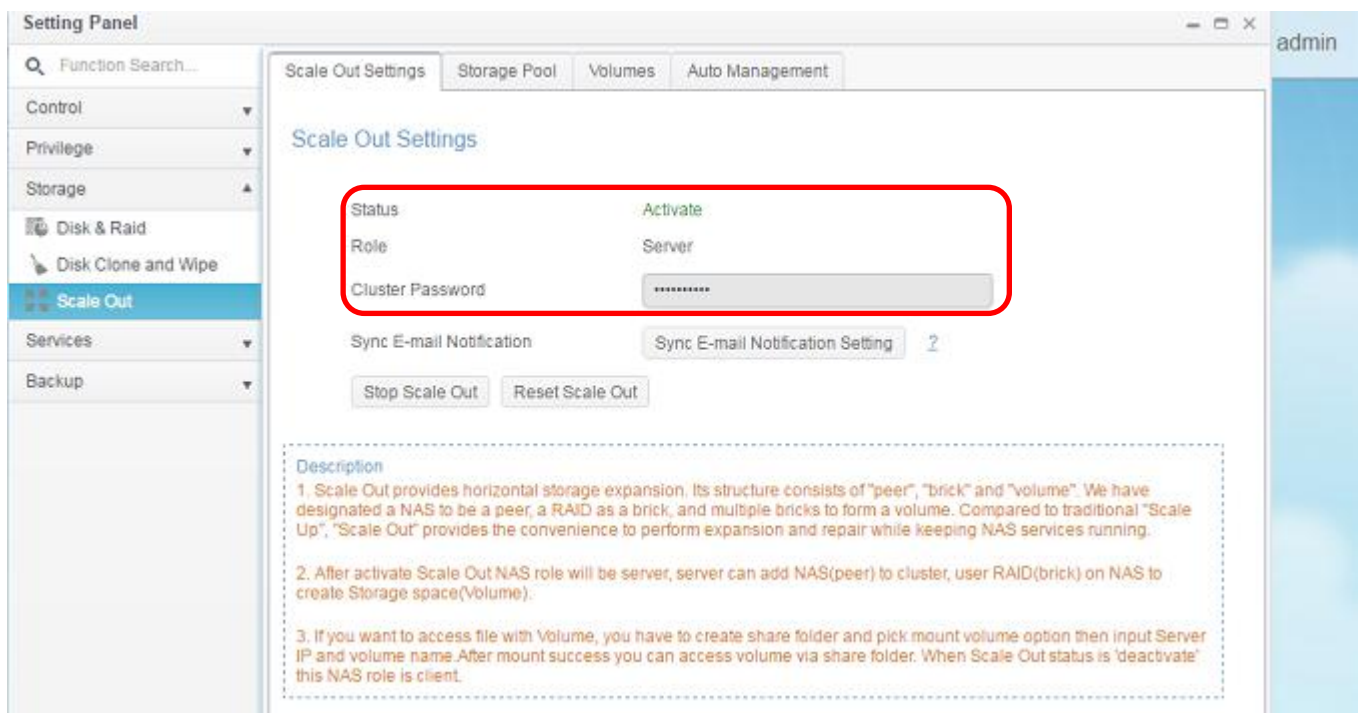 Setting Panel
admin
Function Search...
Control
Privilege
Storage
Disk & Raid
Disk Clone and Wipe
Scale Out
Services
Backup
Scale Out Settings Storage Pool Volumes Auto Management
Scale Out Settings
Status Activate
Role Server
Cluster Password ••••••••••
Sync E-mail Notification Sync E-mail Notification Setting ?
Stop Scale Out Reset Scale Out
Description
1. Scale Out provides horizontal storage expansion. Its structure consists of "peer", "brick" and "volume". We have
designated a NAS to be a peer, a RAID as a brick, and multiple bricks to form a volume. Compared to traditional "Scale
Up", "Scale Out" provides the convenience to perform expansion and repair while keeping NAS services running.
2. After activate Scale Out NAS role will be server, server can add NAS(peer) to cluster, user RAID(brick) on NAS to
create Storage space(Volume).
3. If you want to access file with Volume, you have to create share folder and pick mount volume option then input Server
IP and volume name.After mount success you can access volume via share folder. When Scale Out status is 'deactivate'
this NAS role is client.